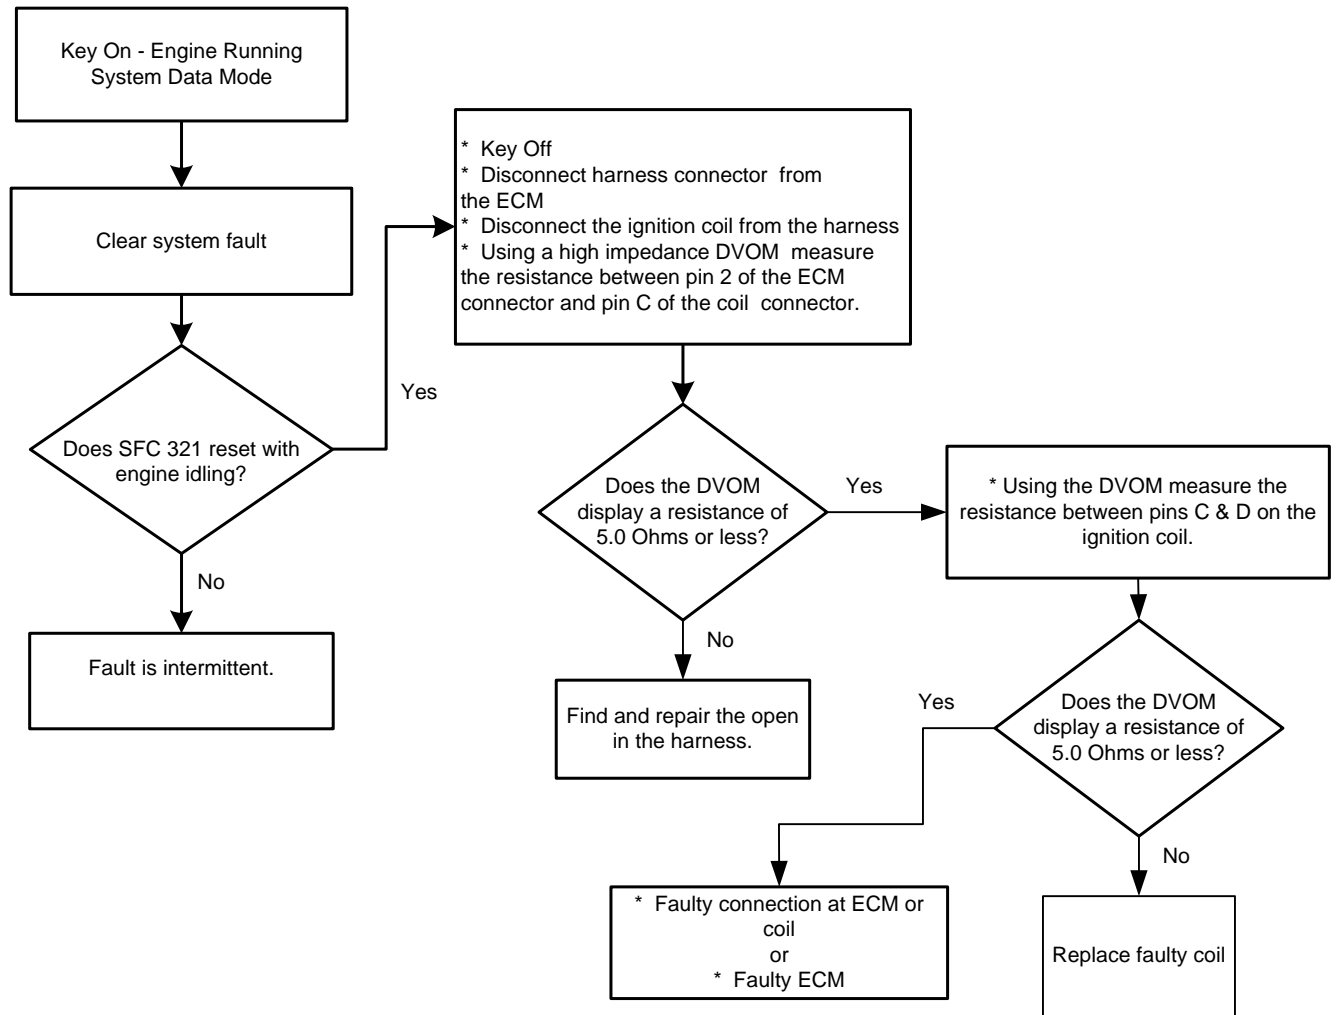 Key On - Engine Running
System Data Mode
Clear system fault
Does SFC 321 reset with
engine idling?
Yes
No
Fault is intermittent.
* Key Off
* Disconnect harness connector from
the ECM
* Disconnect the ignition coil from the harness
* Using a high impedance DVOM measure
the resistance between pin 2 of the ECM
connector and pin C of the coil connector.
Does the DVOM
display a resistance of
5.0 Ohms or less?
Yes
No
Find and repair the open
in the harness.
* Using the DVOM measure the
resistance between pins C & D on the
ignition coil.
Does the DVOM
display a resistance of
5.0 Ohms or less?
Yes
No
* Faulty connection at ECM or
coil
or
* Faulty ECM
Replace faulty coil